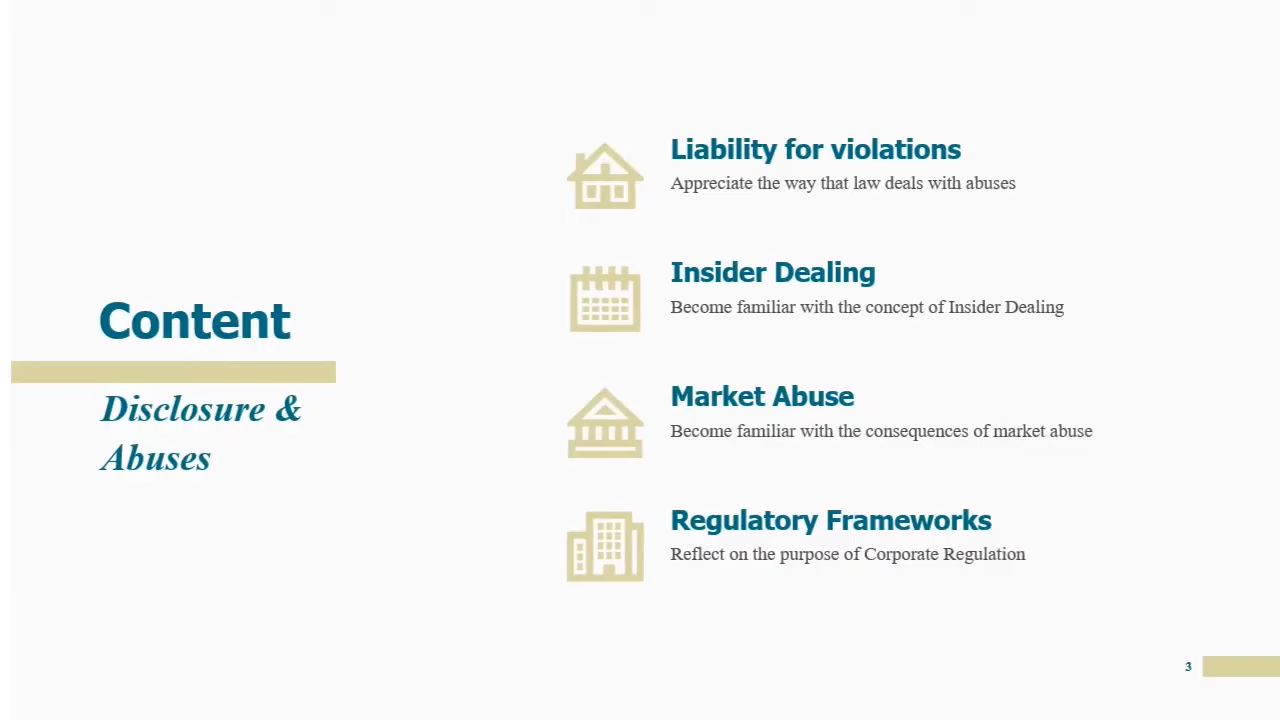 Content
Disclosure &
Abuses
Liability for violations
Appreciate the way that law deals with abuses
Insider Dealing
Become familiar with the concept of Insider Dealing
Market Abuse
Become familiar with the consequences of market abuse
Regulatory Frameworks
Reflect on the purpose of Corporate Regulation
3